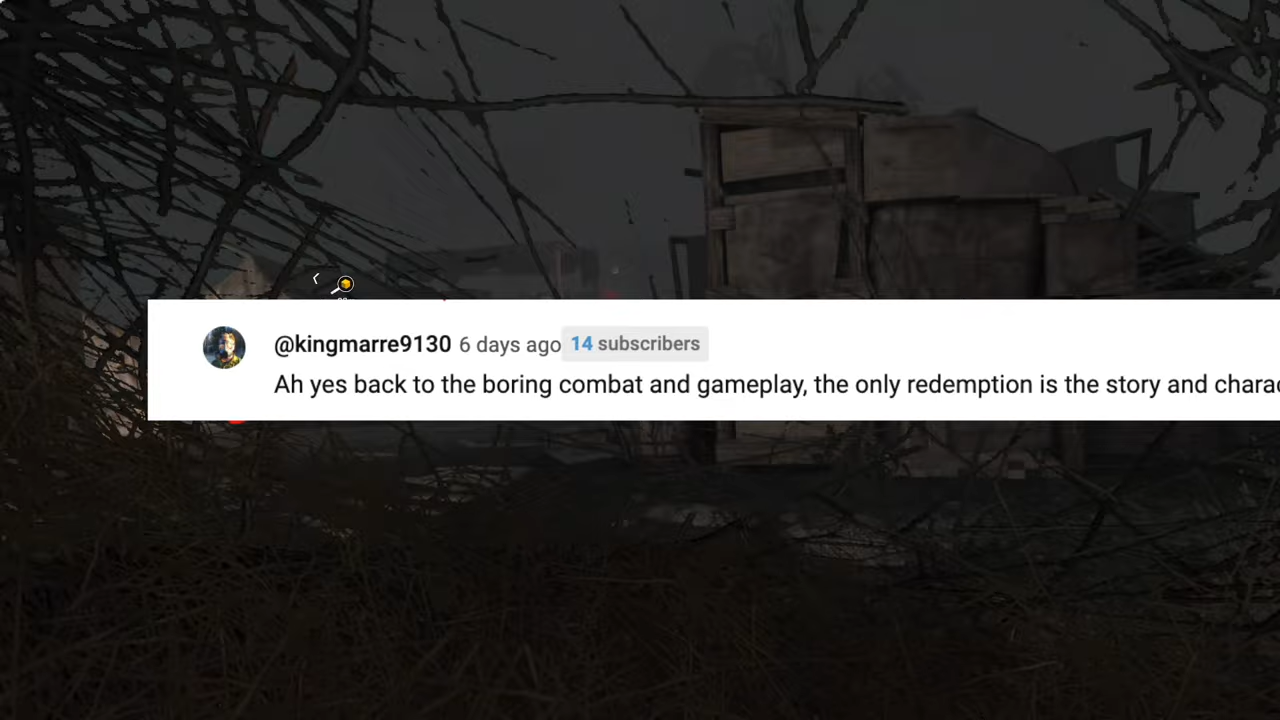 @kingmarre9130 6 days ago 14 subscribers
Ah yes back to the boring combat and gameplay, the only redemption is the story and